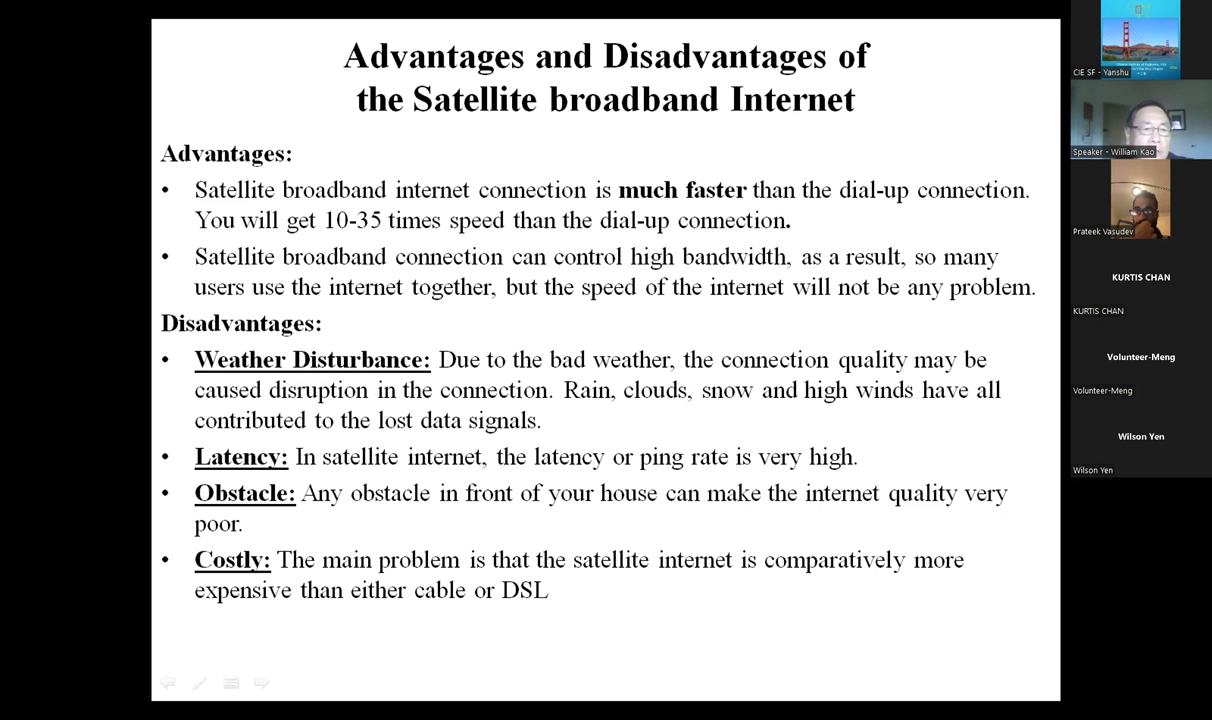 Advantages and Disadvantages of
the Satellite broadband Internet
Advantages:
• Satellite broadband internet connection is much faster than the dial-up connection.
You will get 10-35 times speed than the dial-up connection.
• Satellite broadband connection can control high bandwidth, as a result, so many
users use the internet together, but the speed of the internet will not be any problem.
Disadvantages:
• Weather Disturbance: Due to the bad weather, the connection quality may be
caused disruption in the connection. Rain, clouds, snow and high winds have all
contributed to the lost data signals.
• Latency: In satellite internet, the latency or ping rate is very high.
• Obstacle: Any obstacle in front of your house can make the internet quality very
poor.
• Costly: The main problem is that the satellite internet is comparatively more
expensive than either cable or DSL
CIE SF - Yanshu
Speaker - William Kao
Prateek Vasudev
KURTIS CHAN
KURTIS CHAN
Volunteer-Meng
Volunteer-Meng
Wilson Yen
Wilson Yen